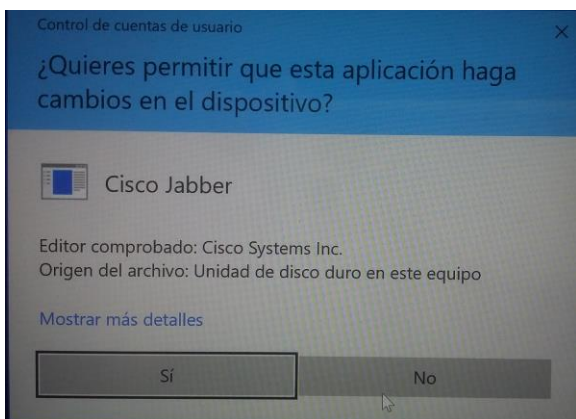 Control de cuentas de usuario
¿Quieres permitir que esta aplicación haga
cambios en el dispositivo?
Cisco Jabber
Editor comprobado: Cisco Systems Inc.
Origen del archivo: Unidad de disco duro en este equipo
Mostrar más detalles
Sí
No